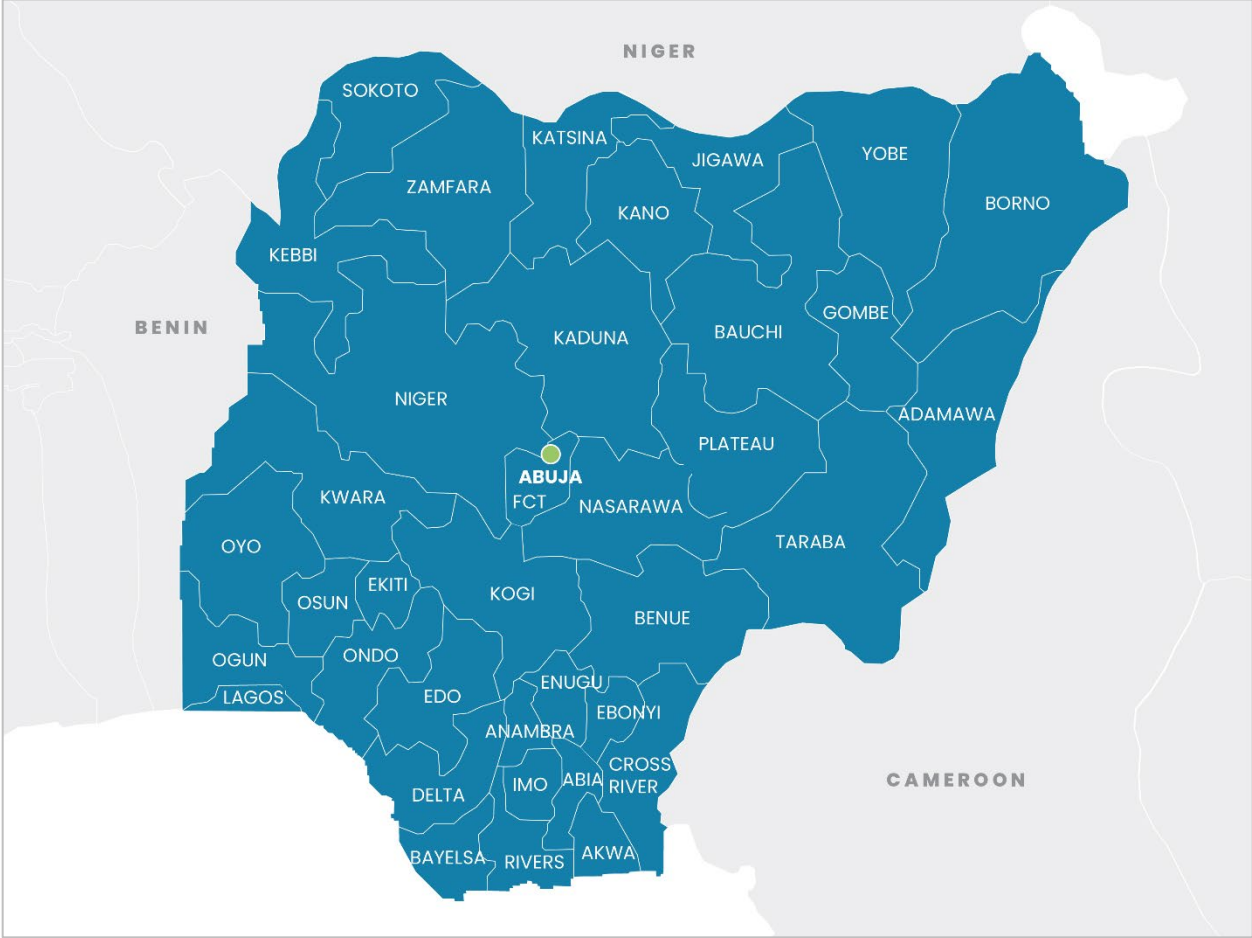 NIGER
SOKOTO
KATSINA
JIGAWA
YOBE
ZAMFARA
KANO
BORNO
KEBBI
GOMBE
BENIN
KADUNA
BAUCHI
NIGER
ADAMAWA
PLATEAU
ABUJA
FCT
KWARA
NASARAWA
OYO
TARABA
EKITI
OSUN
KOGI
BENUE
OGUN
ONDO
ENUGU
LAGOS
EDO
EBONYI
ANAMBRA
CROSS
RIVER
IMO
ABIA
CAMEROON
DELTA
BAYELSA
RIVERS
AKWA